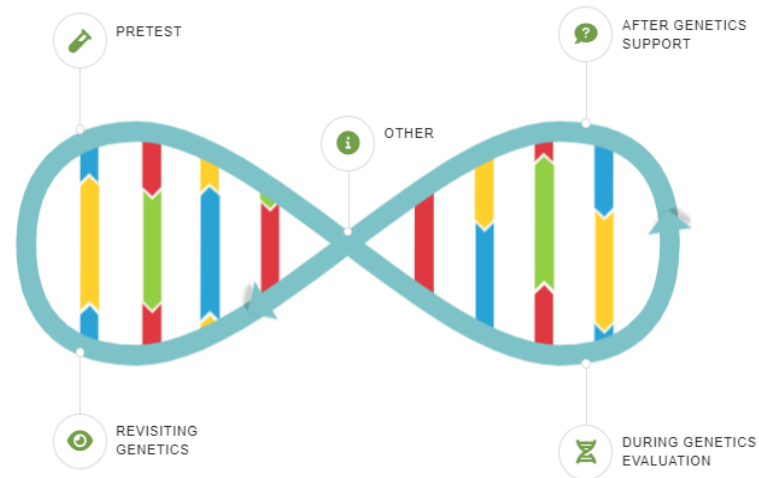 PRETEST
AFTER GENETICS
SUPPORT
OTHER
REVISITING
GENETICS
DURING GENETICS
EVALUATION